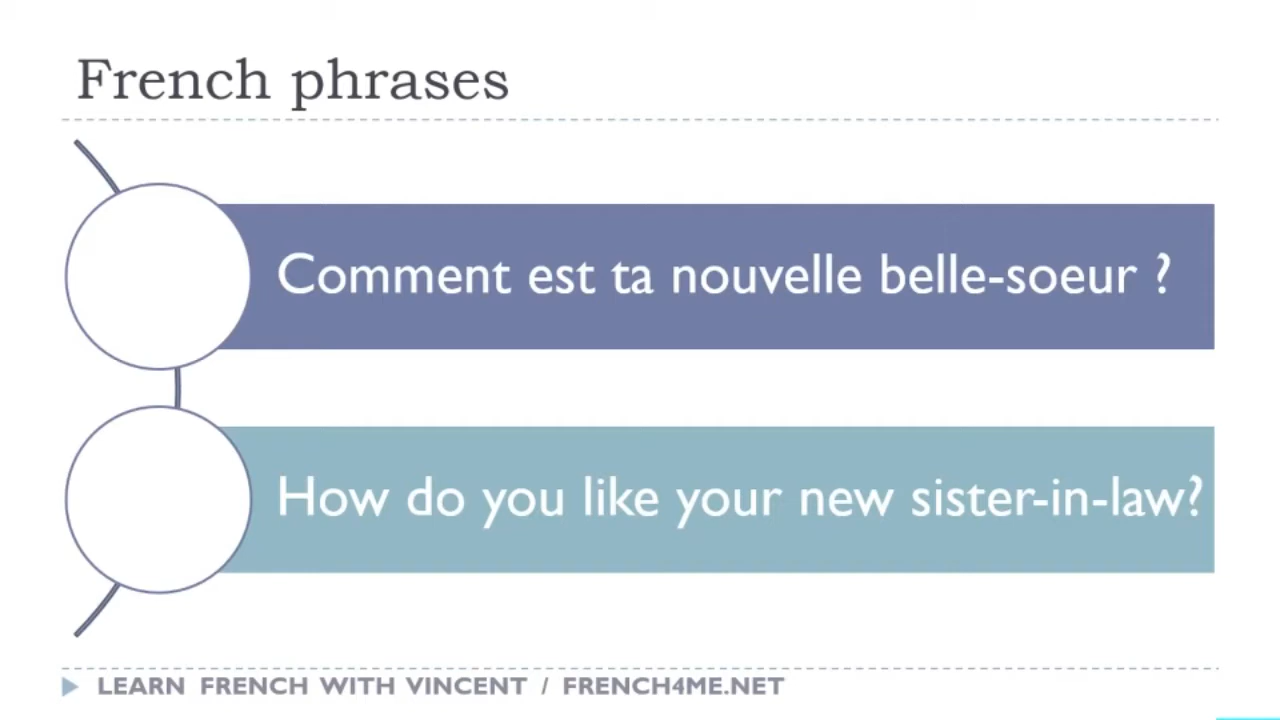 French phrases
Comment est ta nouvelle belle-soeur ?
How do you like your new sister-in-law?
LEARN FRENCH WITH VINCENT / FRENCH4ME.NET